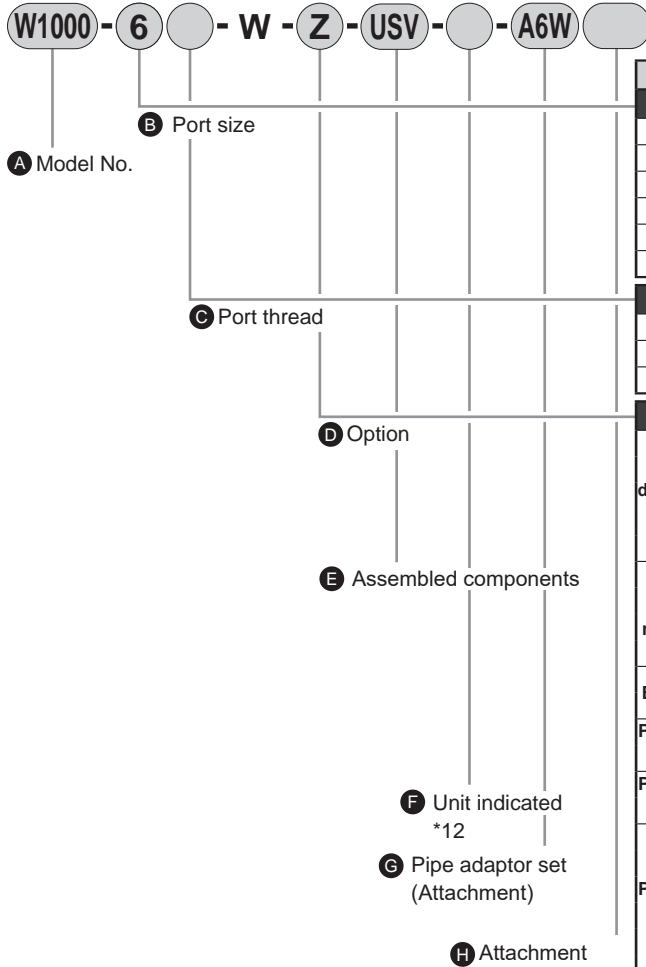 W1000 - 6 - W - Z - USV - - A6W
B Port size
A Model No.
C Port thread
D Option
E Assembled components
F Unit indicated
*12
G Pipe adaptor set
(Attachment)
H Attachment